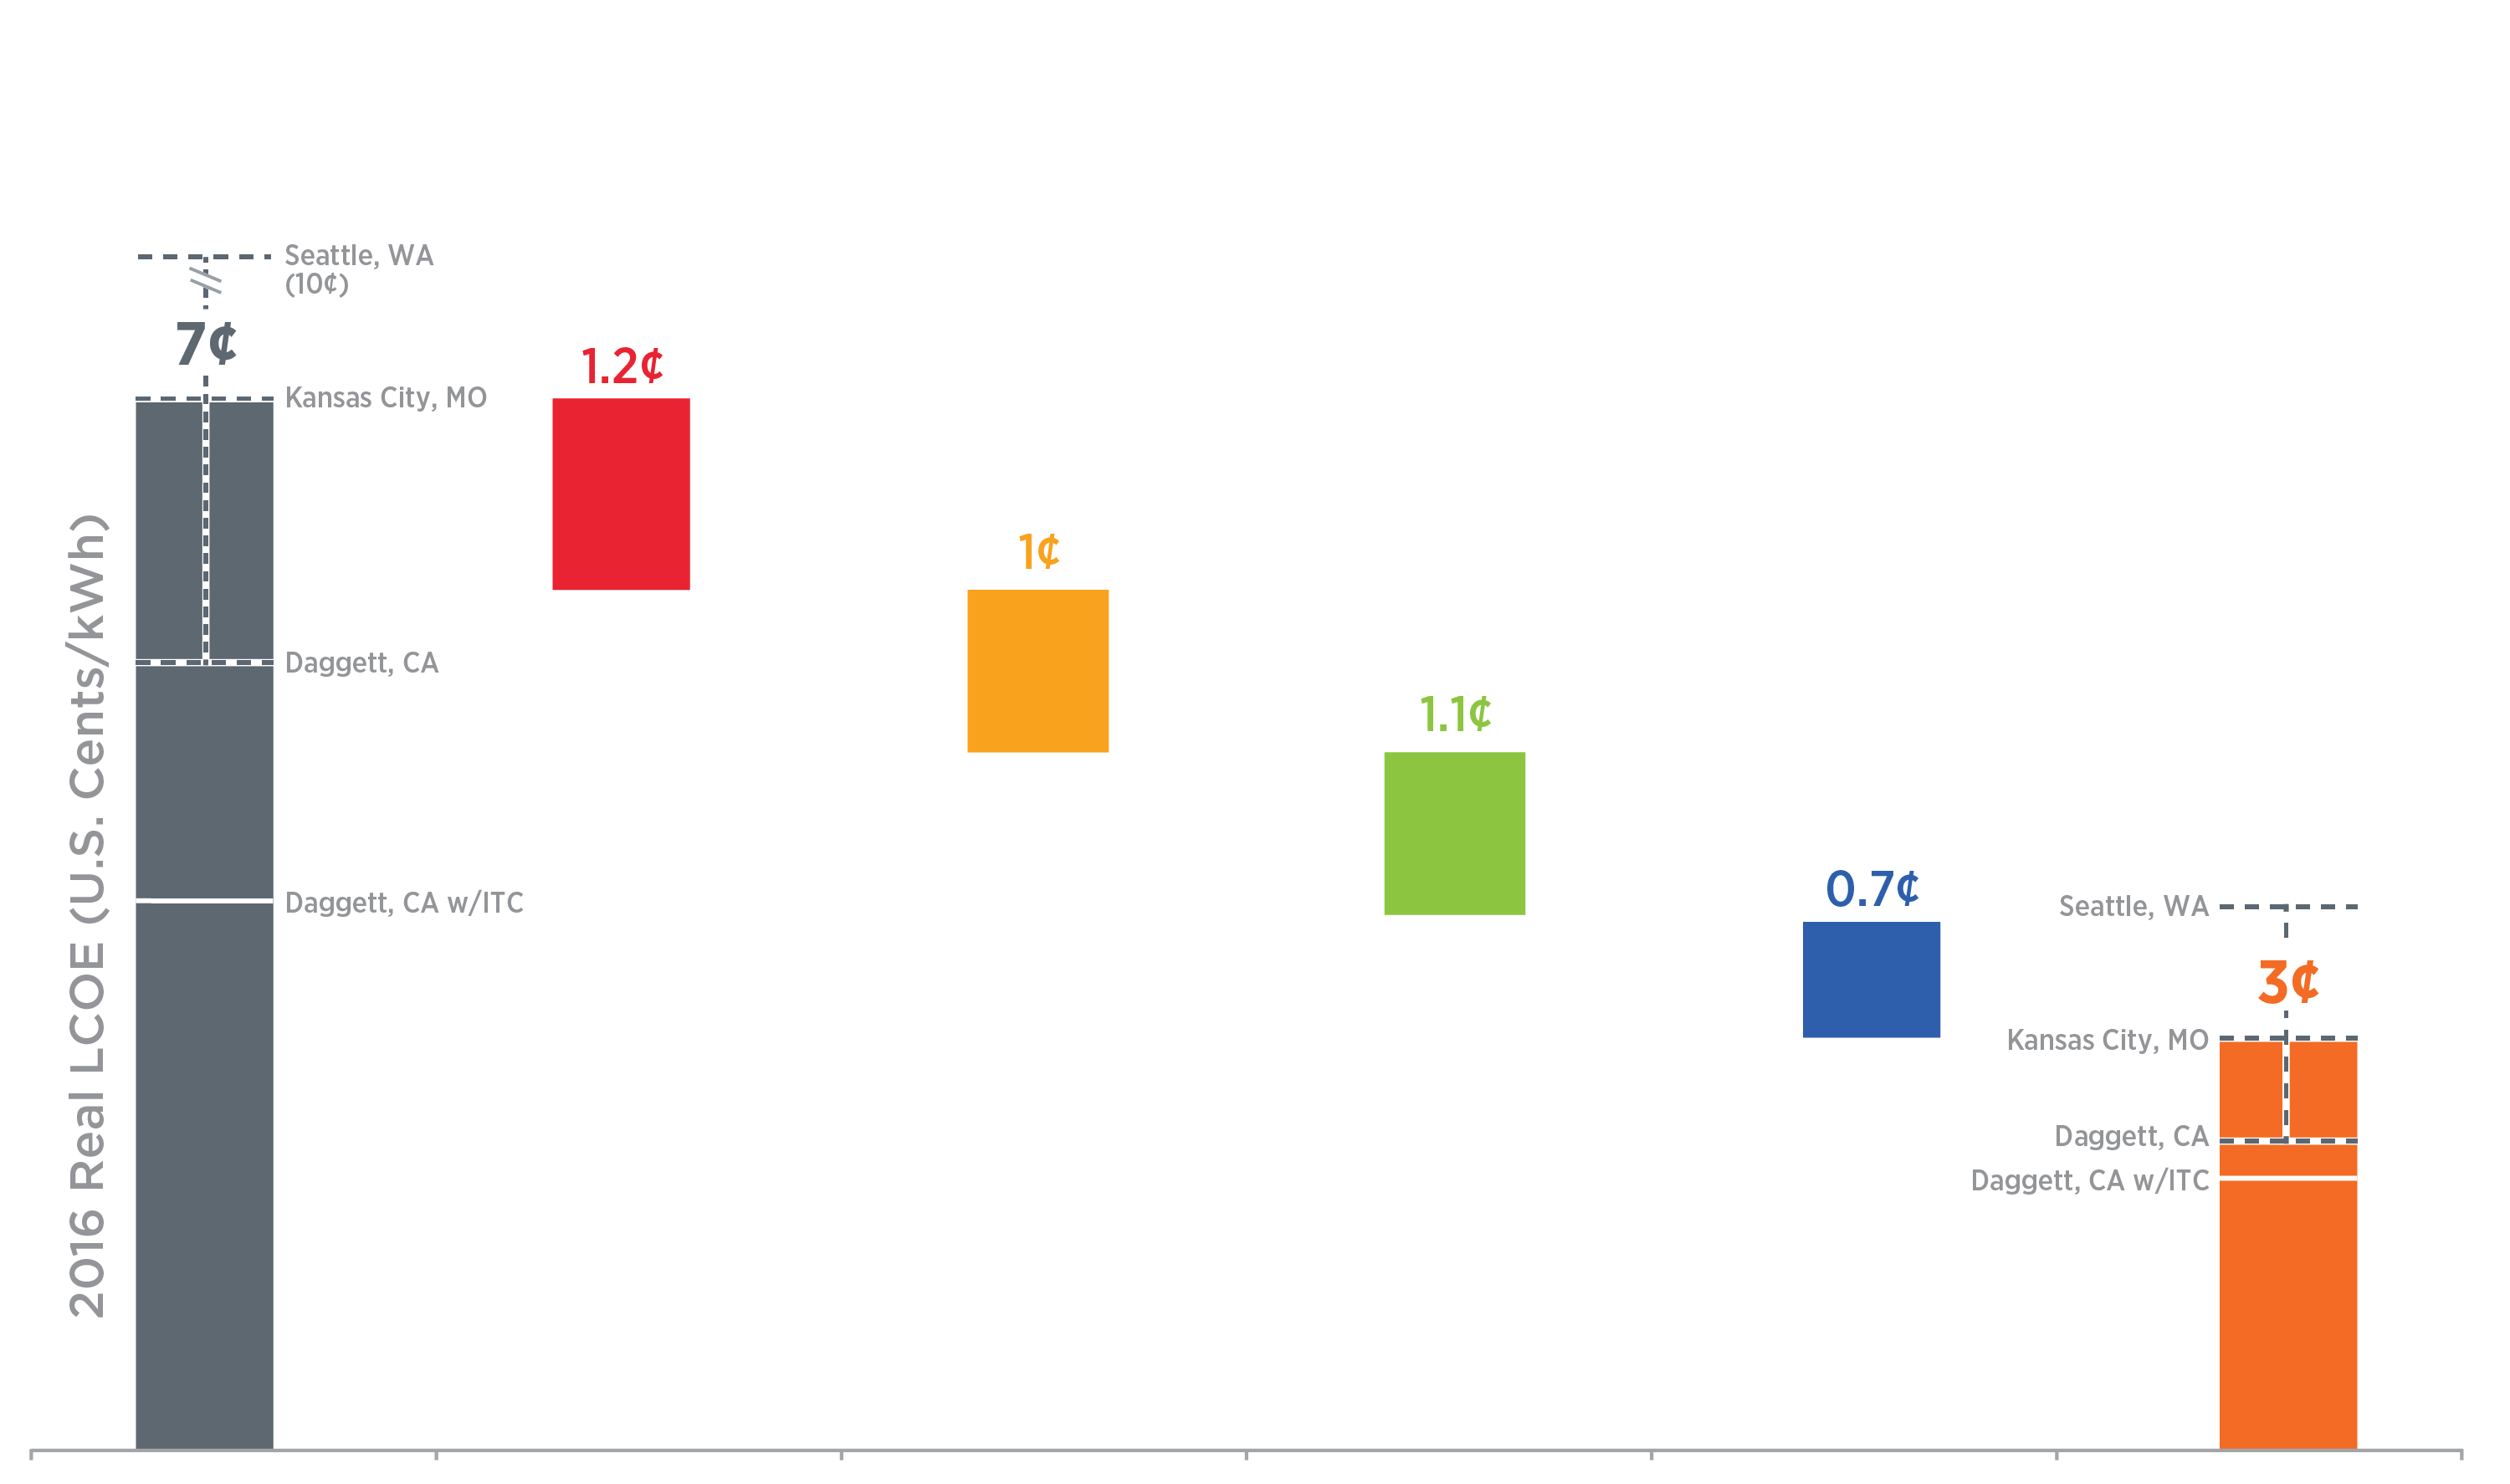 Seattle, WA
(10¢)
7¢
Kansas City, MO
Daggett, CA
Daggett, CA w/ITC
2016 Real LCOE (U.S. Cents/kWh)
1.2¢
1¢
1.1¢
0.7¢
Seattle, WA
3¢
Kansas City, MO
Daggett, CA
Daggett, CA w/ITC